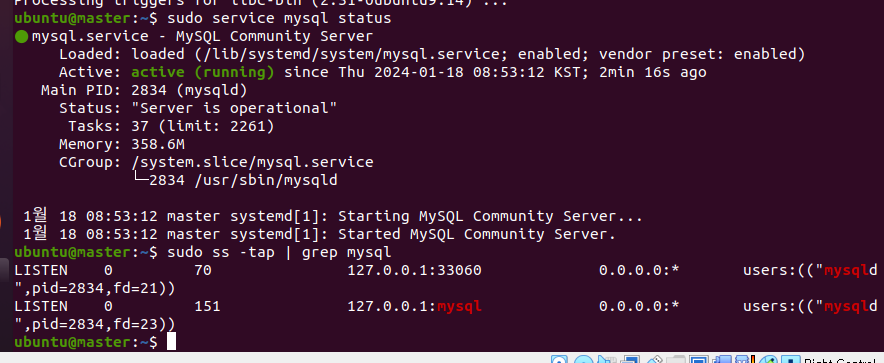 Processing triggers for libc-bin (2.31-0ubuntu9.14) ...
ubuntu@master:~$ sudo service mysql status
● mysql.service - MySQL Community Server
     Loaded: loaded (/lib/systemd/system/mysql.service; enabled; vendor preset: enabled)
     Active: active (running) since Thu 2024-01-18 08:53:12 KST; 2min 16s ago
   Main PID: 2834 (mysqld)
     Status: "Server is operational"
      Tasks: 37 (limit: 2261)
     Memory: 358.6M
     CGroup: /system.slice/mysql.service
             └─2834 /usr/sbin/mysqld
 1월 18 08:53:12 master systemd[1]: Starting MySQL Community Server...
 1월 18 08:53:12 master systemd[1]: Started MySQL Community Server.
ubuntu@master:~$ sudo ss -tap | grep mysql
LISTEN    0         70                127.0.0.1:33060              0.0.0.0:*       users:(("mysqld
",pid=2834,fd=21))
LISTEN    0         151               127.0.0.1:mysql              0.0.0.0:*       users:(("mysqld
",pid=2834,fd=23))
ubuntu@master:~$
Right Control